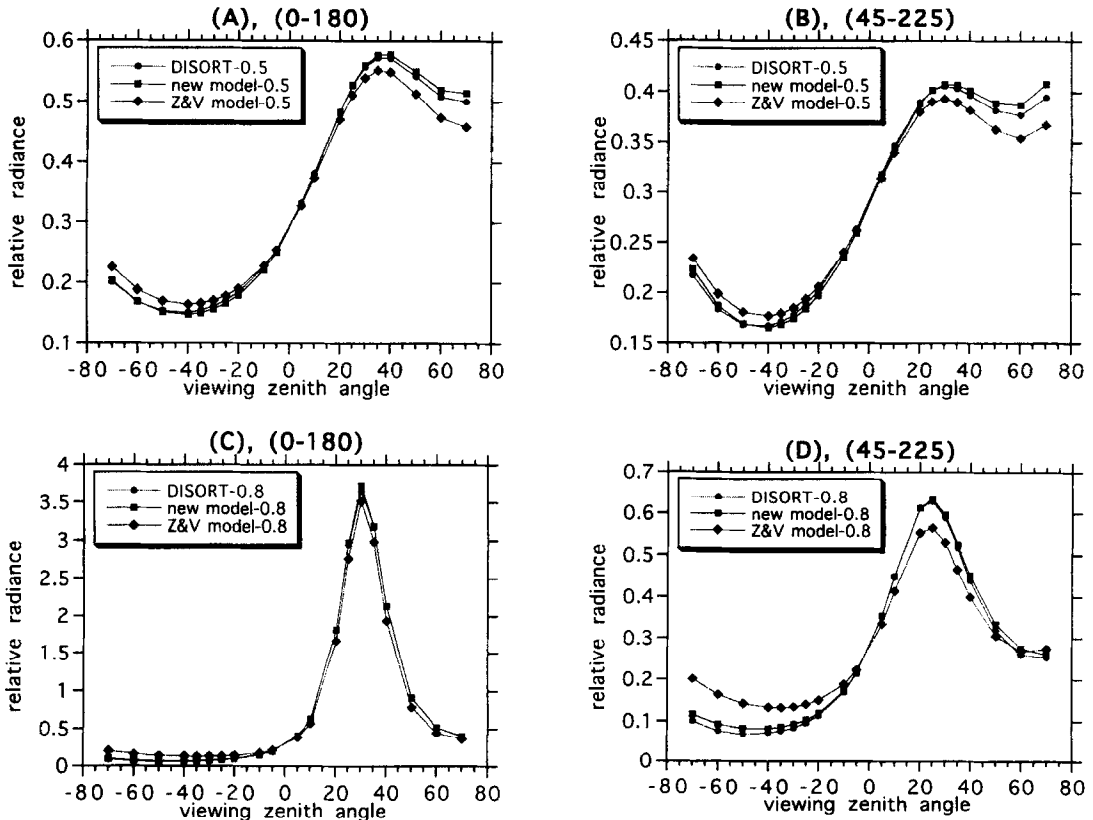 (A), (0-180)
0.6
0.5
0.4
0.3
0.2
0.1
relative radiance
DISORT-0.5
new model-0.5
Z&V model-0.5
-80 -60 -40 -20 0 20 40 60 80
viewing zenith angle
(B), (45-225)
0.45
0.4
0.35
0.3
0.25
0.2
0.15
relative radiance
DISORT-0.5
new model-0.5
Z&V model-0.5
-80 -60 -40 -20 0 20 40 60 80
viewing zenith angle
(C), (0-180)
4
3.5
3
2.5
2
1.5
1
0.5
0
relative radiance
DISORT-0.8
new model-0.8
Z&V model-0.8
-80 -60 -40 -20 0 20 40 60 80
viewing zenith angle
(D), (45-225)
0.7
0.6
0.5
0.4
0.3
0.2
0.1
0
relative radiance
DISORT-0.8
new model-0.8
Z&V model-0.8
-80 -60 -40 -20 0 20 40 60 80
viewing zenith angle